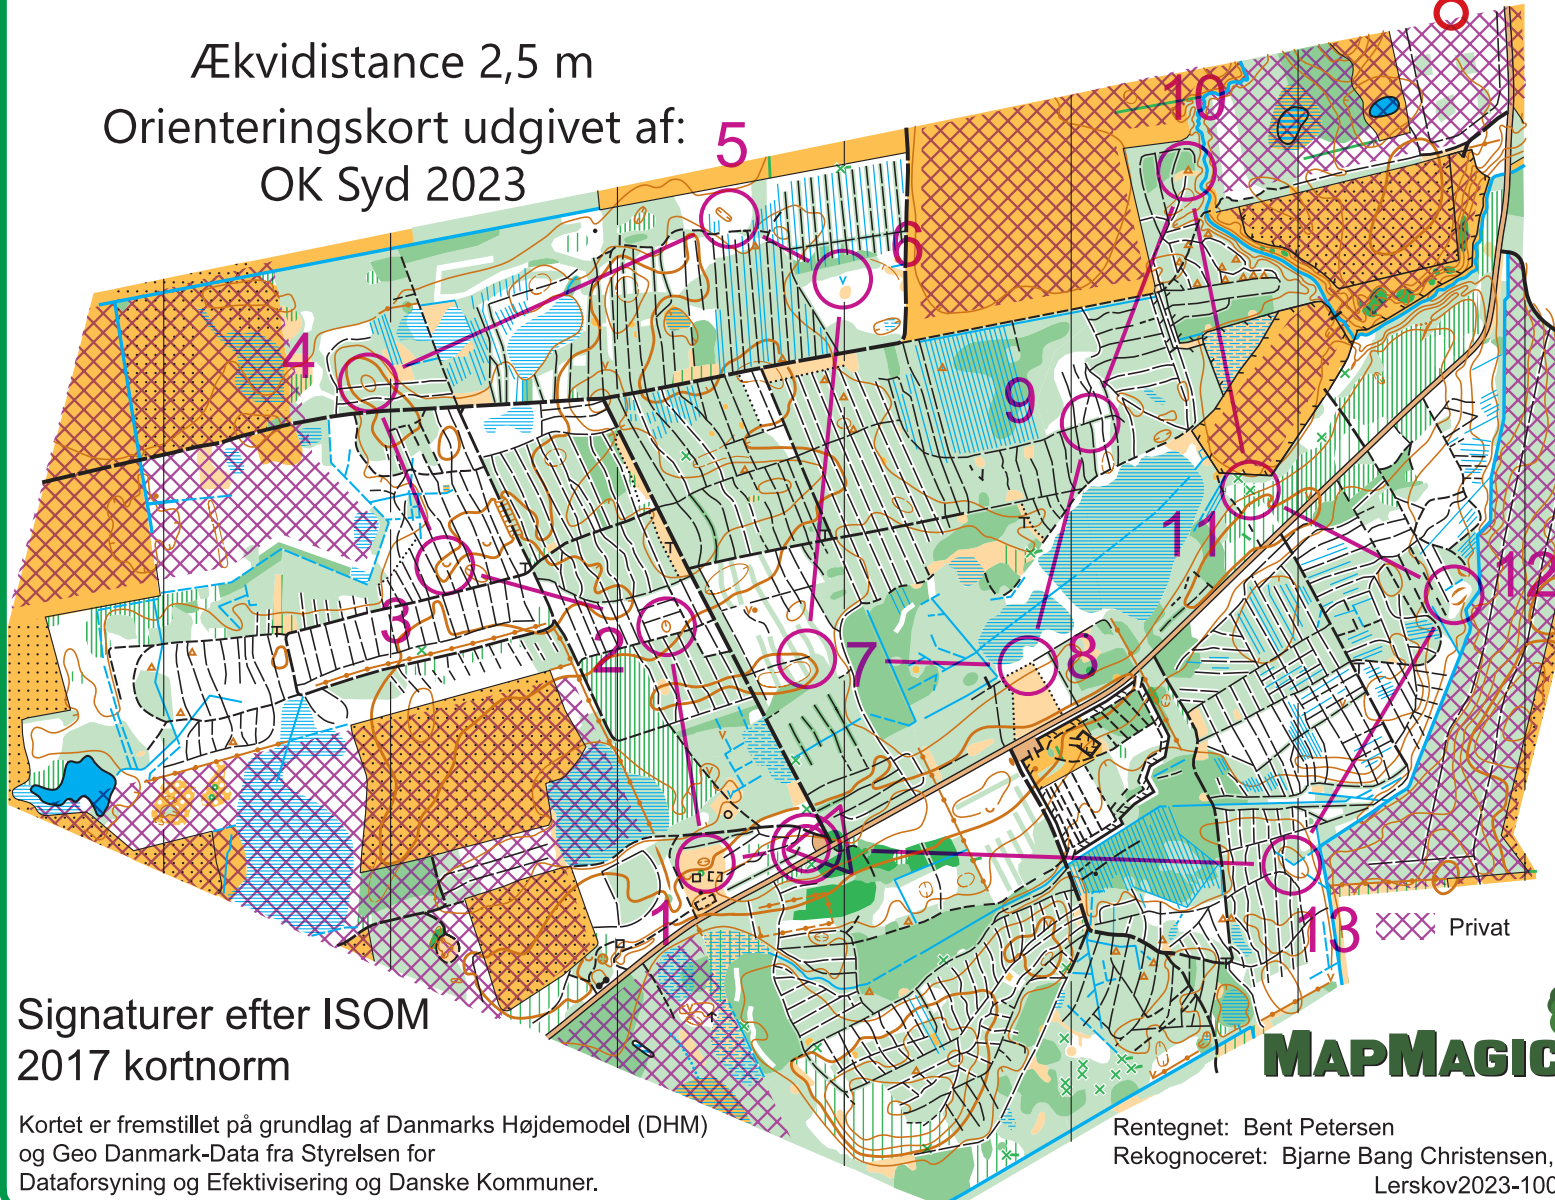 Ækvidistance 2,5 m
Orienteringskort udgivet af:
OK Syd 2023
10
5
6
4
9
11
12
3
2
7
8
1
13
Privat
Signaturer efter ISOM
2017 kortnorm
MAPMAGIC
Kortet er fremstillet på grundlag af Danmarks Højdemodel (DHM)
og Geo Danmark-Data fra Styrelsen for
Dataforsyning og Efektivisering og Danske Kommuner.
Rentegnet: Bent Petersen
Rekognoceret: Bjarne Bang Christensen,
Lerskov2023-100